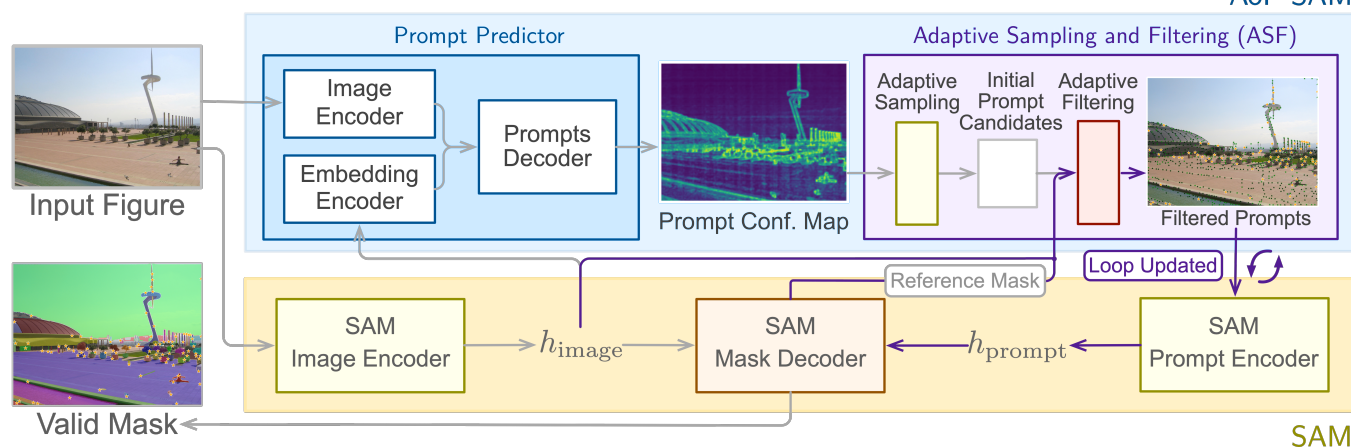 Prompt Predictor
Adaptive Sampling and Filtering (ASF)
Image
Encoder
Embedding
Encoder
Prompts
Decoder
Prompt Conf. Map
Adaptive
Sampling
Initial
Prompt
Candidates
Adaptive
Filtering
Filtered Prompts
Input Figure
Loop Updated
Reference Mask
SAM
Image Encoder
h_image
SAM
Mask Decoder
h_prompt
SAM
Prompt Encoder
Valid Mask
SAM